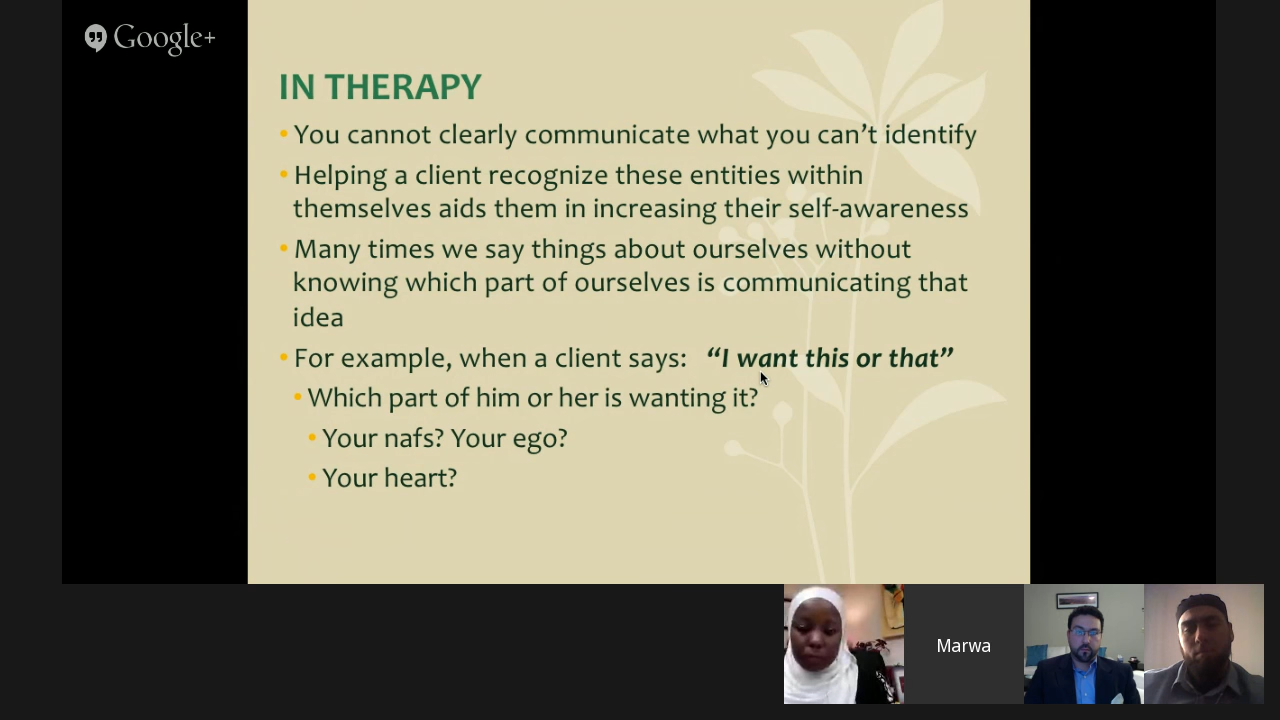 Google+
IN THERAPY
• You cannot clearly communicate what you can’t identify
• Helping a client recognize these entities within
themselves aids them in increasing their self-awareness
• Many times we say things about ourselves without
knowing which part of ourselves is communicating that
idea
• For example, when a client says: “I want this or that”
• Which part of him or her is wanting it?
• Your nafs? Your ego?
• Your heart?
Marwa